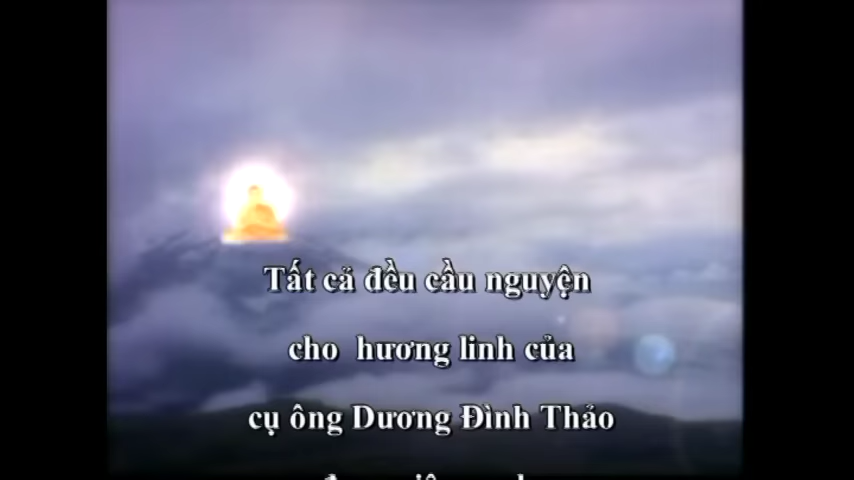 Tất cả đều cầu nguyện
cho hương linh của
cụ ông Dương Đình Thảo